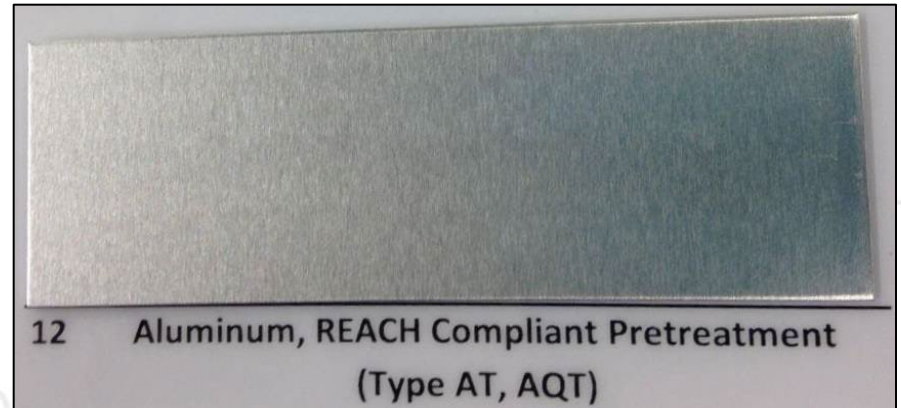 12 Aluminum, REACH Compliant Pretreatment
(Type AT, AQT)